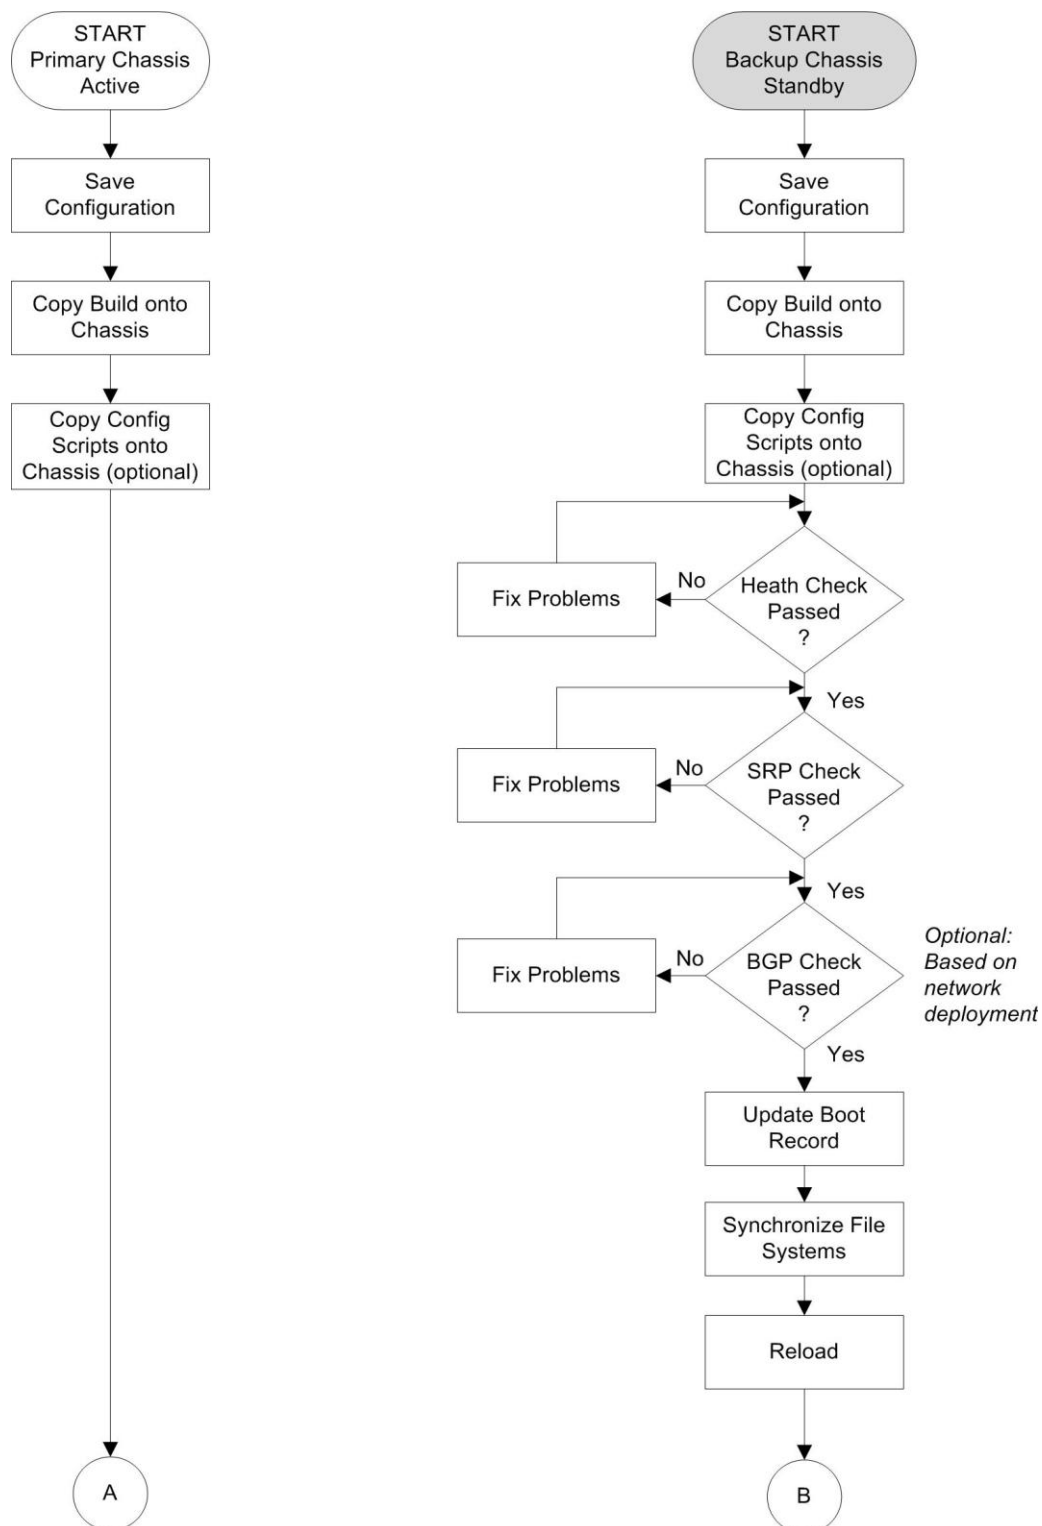 START
Primary Chassis
Active
Save
Configuration
Copy Build onto
Chassis
Copy Config
Scripts onto
Chassis (optional)
A
START
Backup Chassis
Standby
Save
Configuration
Copy Build onto
Chassis
Copy Config
Scripts onto
Chassis (optional)
Heath Check
Passed
?
No
Fix Problems
Yes
SRP Check
Passed
?
No
Fix Problems
Yes
BGP Check
Passed
?
No
Fix Problems
Optional:
Based on
network
deployment
Yes
Update Boot
Record
Synchronize File
Systems
Reload
B